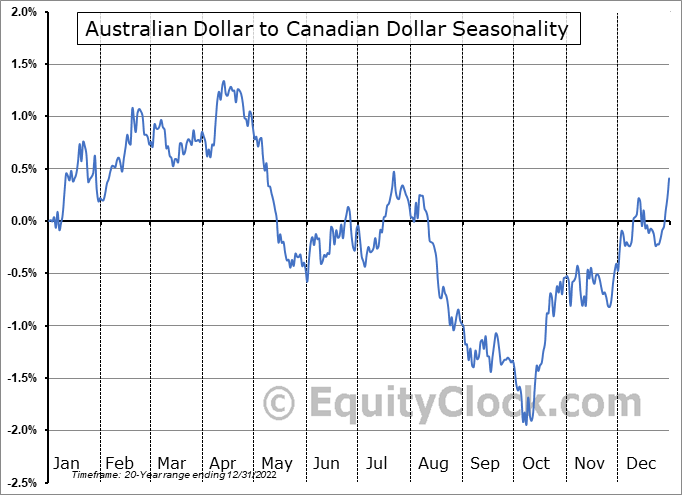 Australian Dollar to Canadian Dollar Seasonality
2.0%
1.5%
1.0%
0.5%
0.0%
-0.5%
-1.0%
-1.5%
-2.0%
-2.5%
© EquityClock.com
Jan Feb Mar Apr May Jun Jul Aug Sep Oct Nov Dec
Timeframe: 20-Year range ending 12/31/2022